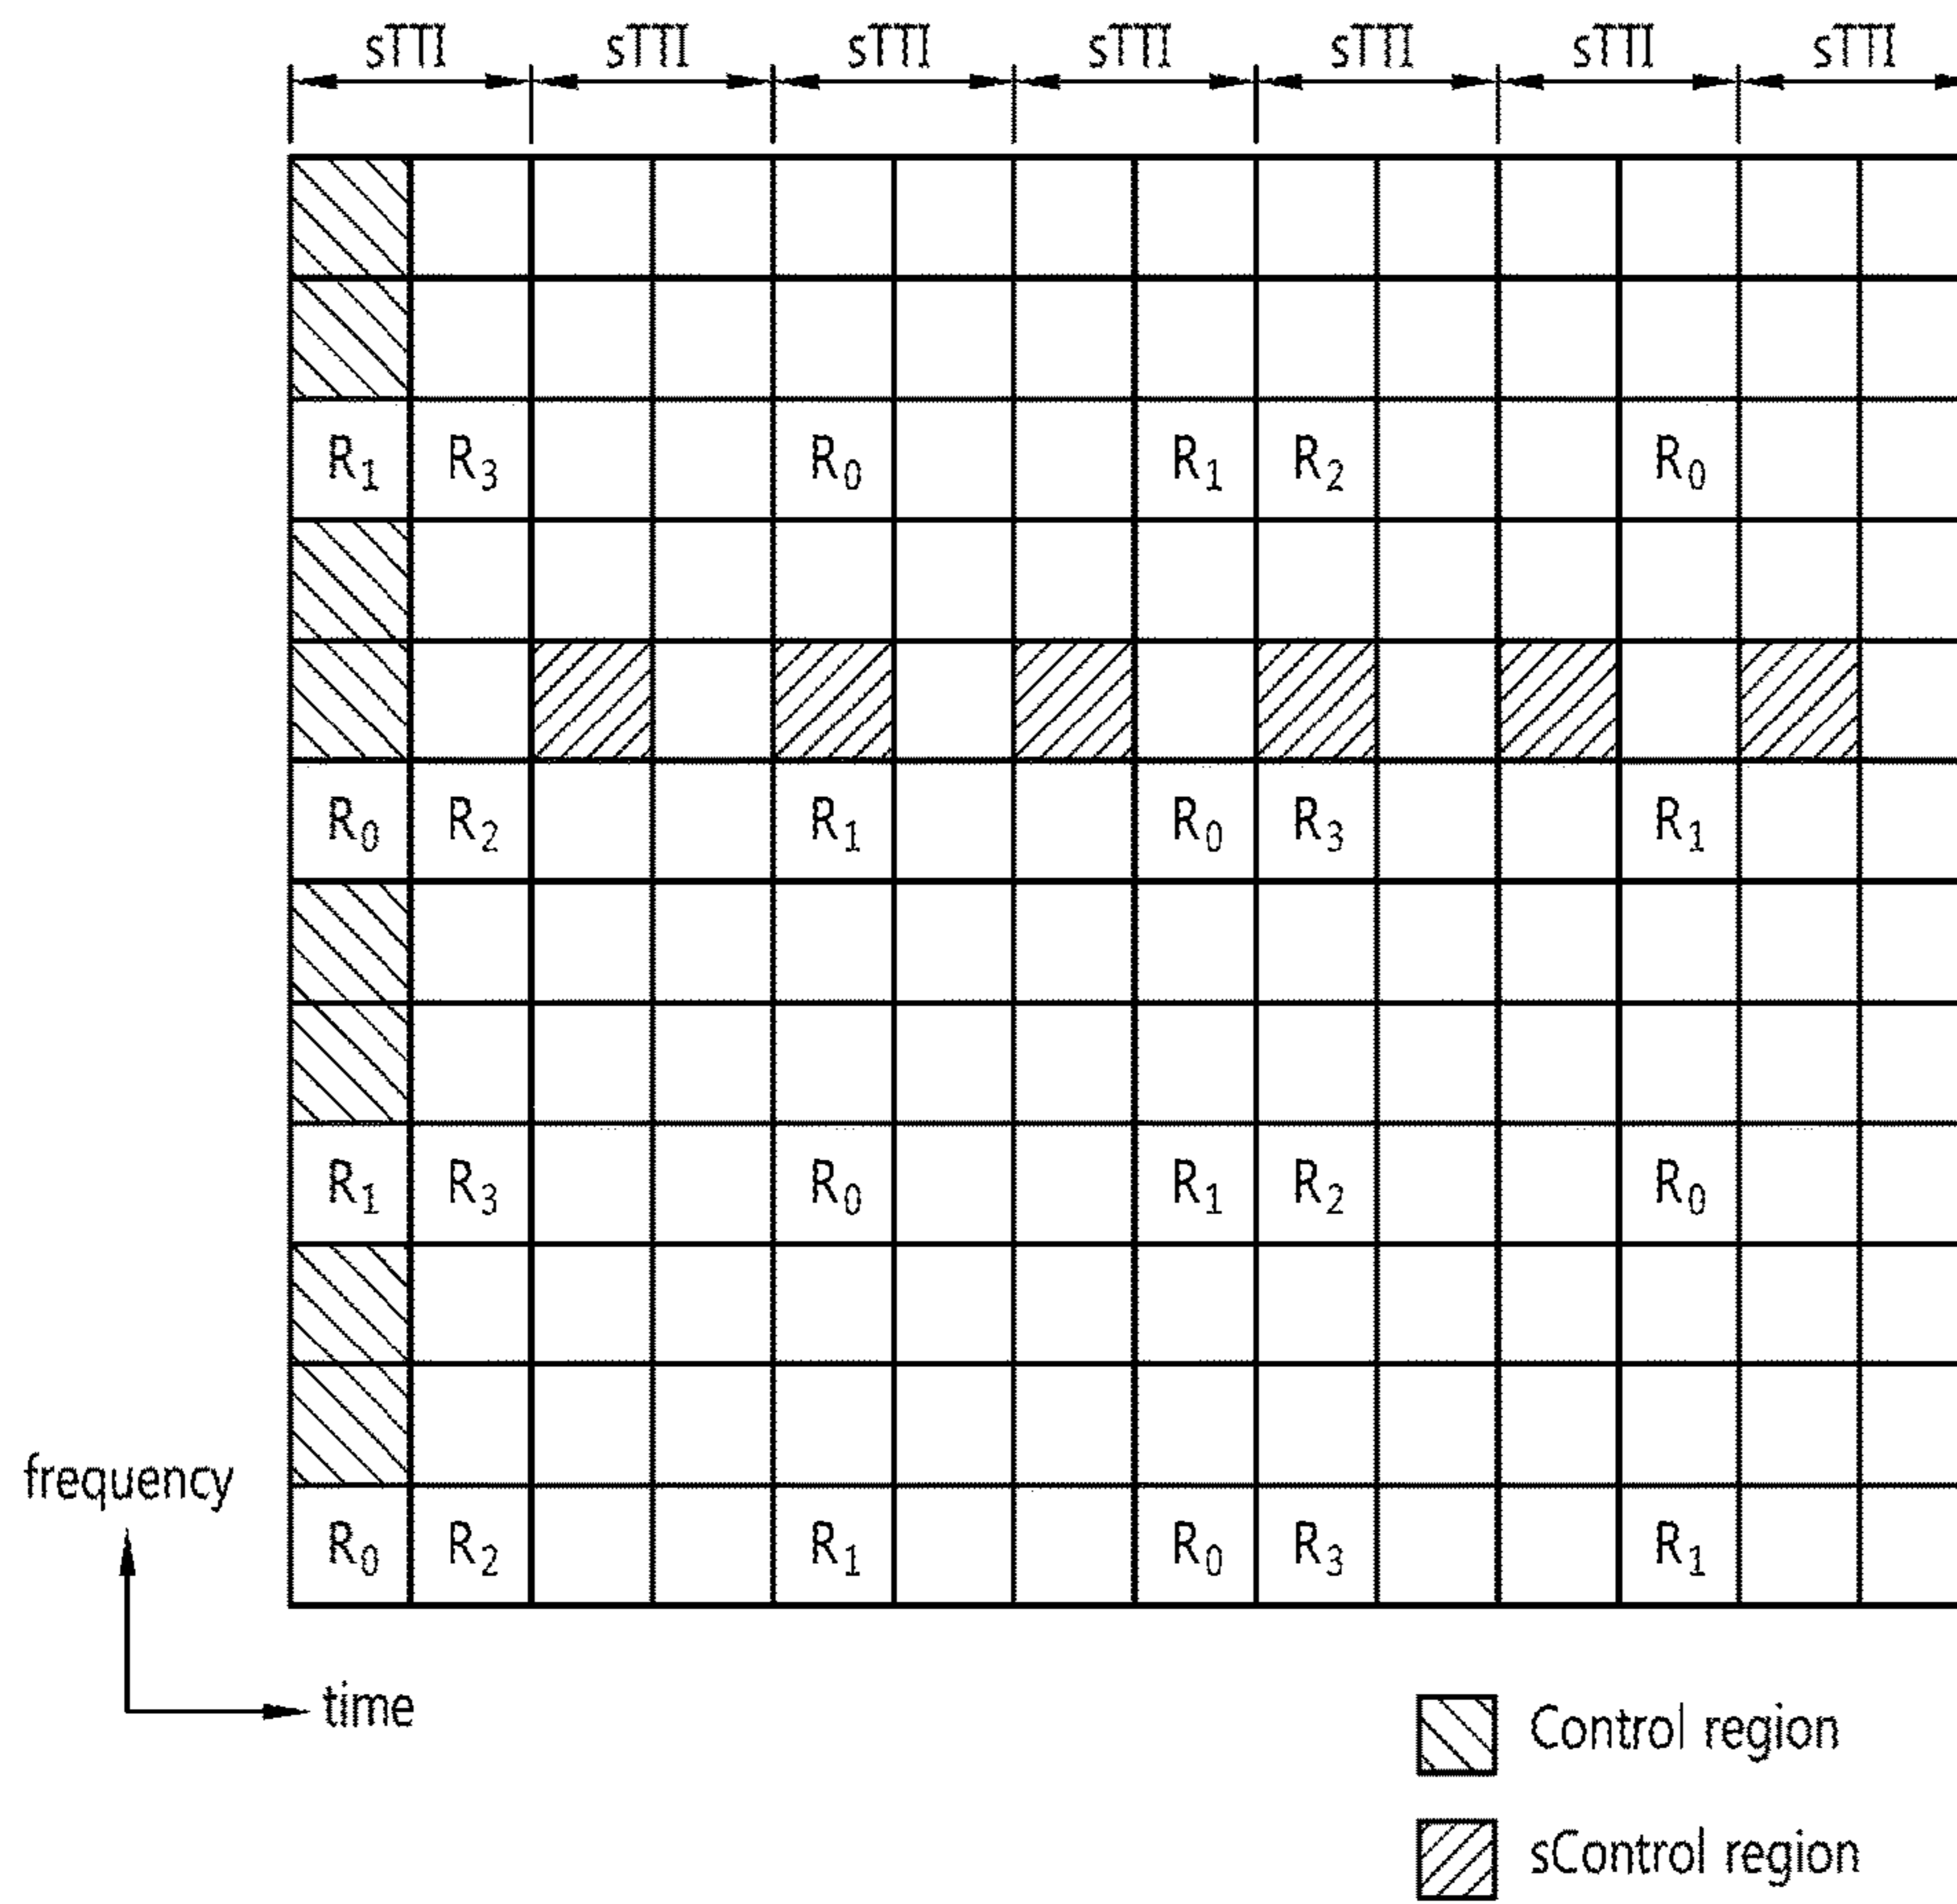 sTTI sTTI sTTI sTTI sTTI sTTI sTTI
R₁ R₃ R₀ R₁ R₂ R₀
R₀ R₂ R₁ R₀ R₃ R₁
R₁ R₃ R₀ R₁ R₂ R₀
frequency
R₀ R₂ R₁ R₀ R₃ R₁
time
Control region
sControl region